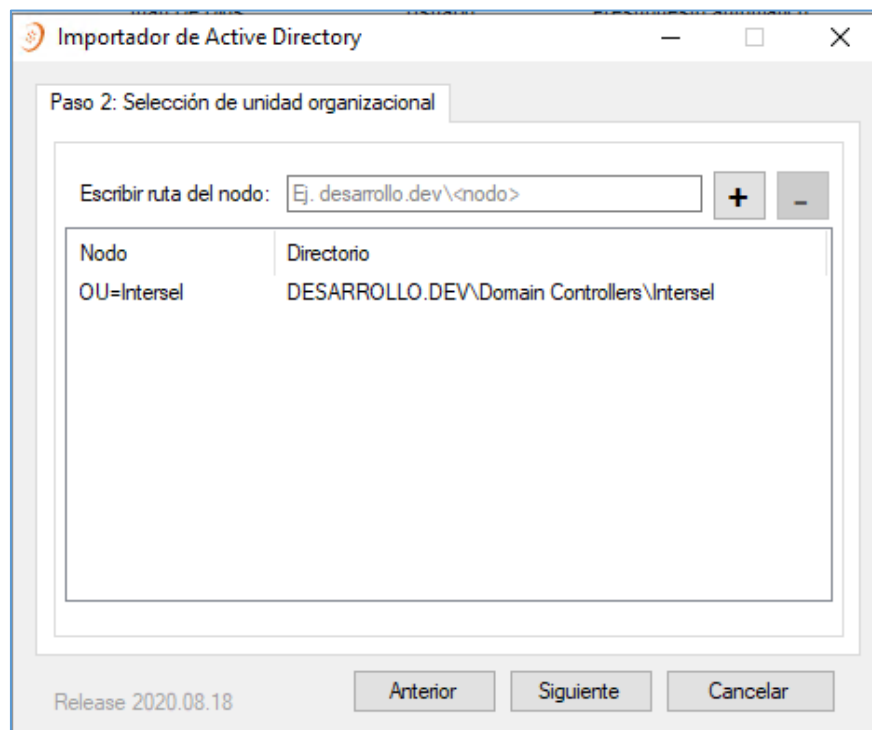 Importador de Active Directory
Paso 2: Selección de unidad organizacional
Escribir ruta del nodo: Ej. desarrollo.dev\<nodo> + -
Nodo Directorio
OU=Intersel DESARROLLO.DEV\Domain Controllers\Intersel
Anterior Siguiente Cancelar
Release 2020.08.18